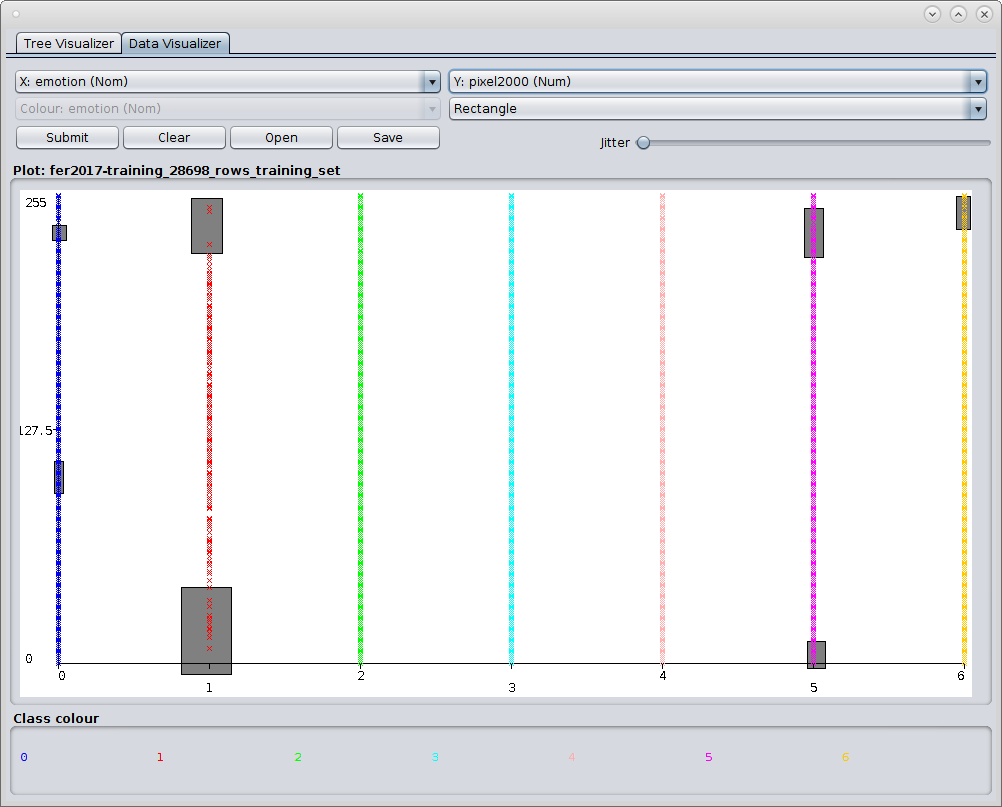 Tree Visualizer Data Visualizer
X: emotion (Nom) Y: pixel2000 (Num)
Colour: emotion (Nom) Rectangle
Submit Clear Open Save Jitter
Plot: fer2017-training_28698_rows_training_set
255
127.5
0
0 2 4 6
1 3 5
Class colour
0 1 2 3 4 5 6